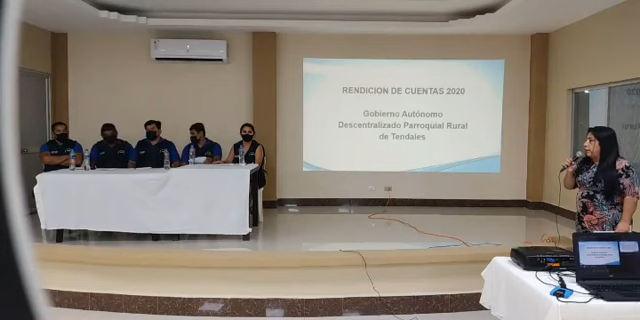 RENDICION DE CUENTAS 2020
Gobierno Autónomo
Descentralizado Parroquial Rural
de Tendales